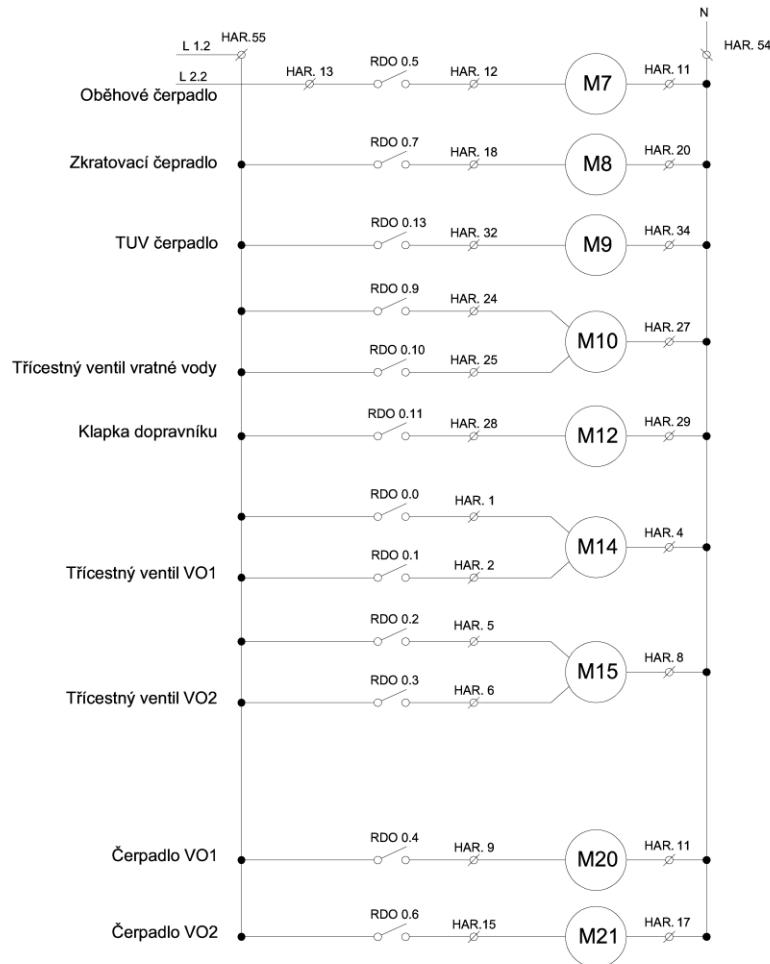 N
HAR.55
L 1.2
HAR. 54
L 2.2
HAR. 13
RDO 0.5
HAR. 12
M7
HAR. 11
Oběhové čerpadlo
RDO 0.7
HAR. 18
HAR. 20
Zkratovací čepradlo
M8
RDO 0.13
HAR. 32
HAR. 34
TUV čerpadlo
M9
RDO 0.9
HAR. 24
M10
HAR. 27
RDO 0.10
HAR. 25
Třícestný ventil vratné vody
RDO 0.11
HAR. 28
HAR. 29
Klapka dopravníku
M12
RDO 0.0
HAR. 1
M14
HAR. 4
RDO 0.1
HAR. 2
Třícestný ventil VO1
RDO 0.2
HAR. 5
M15
HAR. 8
RDO 0.3
HAR. 6
Třícestný ventil VO2
RDO 0.4
HAR. 9
HAR. 11
Čerpadlo VO1
M20
RDO 0.6
HAR.15
HAR. 17
Čerpadlo VO2
M21